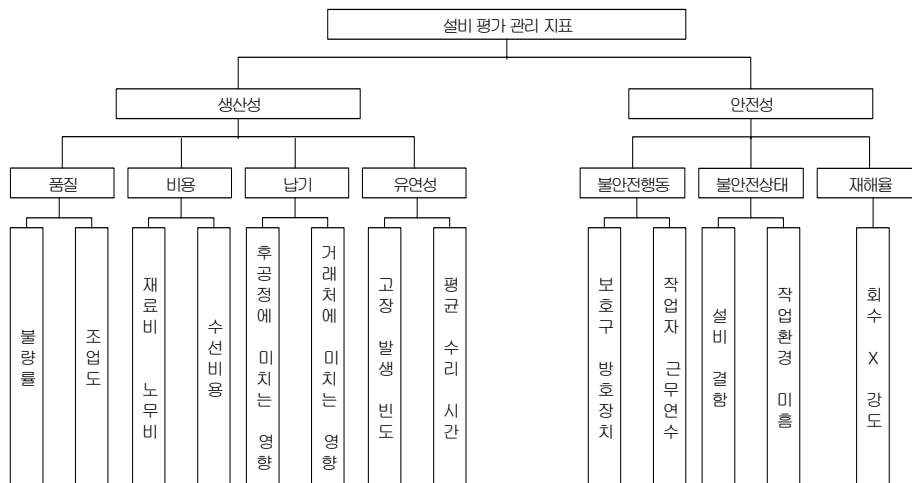 설비 평가 관리 지표
생산성
안전성
품질
비용
납기
유연성
불안전행동
불안전상태
재해율
불량률
조업도
재료비 노무비
수선비용
후공정에 미치는 영향
거래처에 미치는 영향
고장 발생 빈도
평균 수리 시간
보호구 방호장치
작업자 근무연수
설비 결함
작업환경 미흡
회수 X 강도